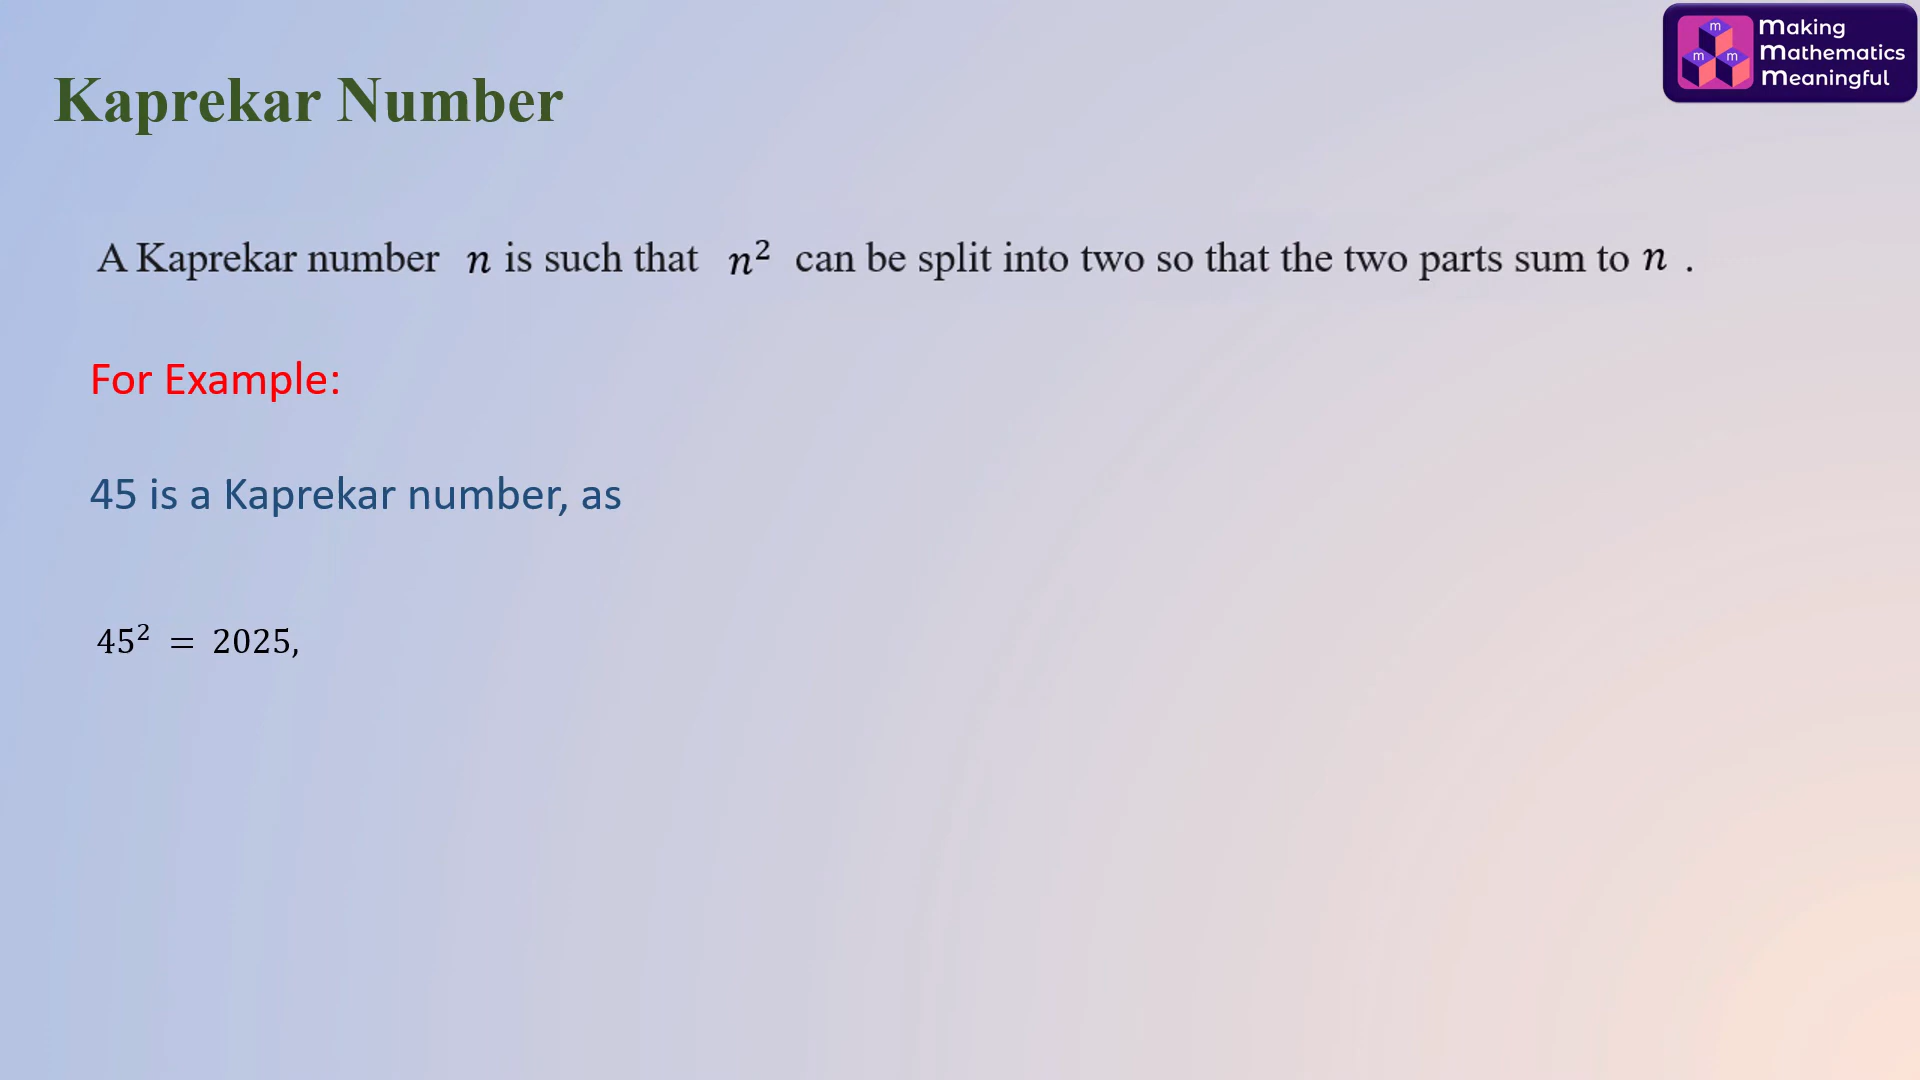 making
mathematics
meaningful
m
m m
Kaprekar Number
A Kaprekar number n is such that n² can be split into two so that the two parts sum to n .
For Example:
45 is a Kaprekar number, as
45² = 2025,